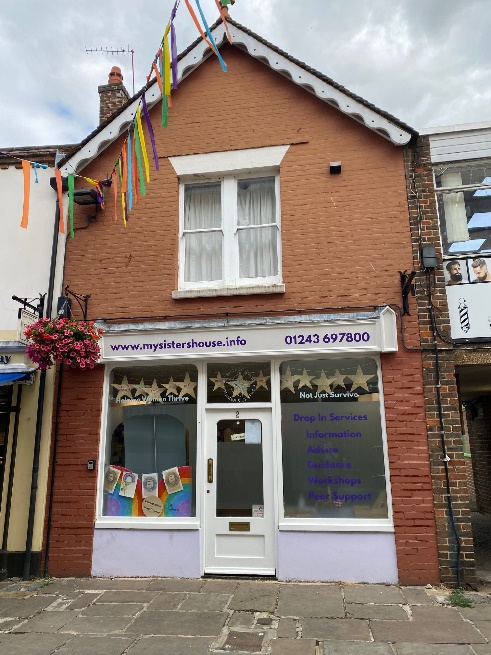 www.mysistershouse.info 01243 697800
Helping Women Thrive
Not Just Survive
2
Drop In Services
Information
Advice
Guidance
Workshops
Peer Support